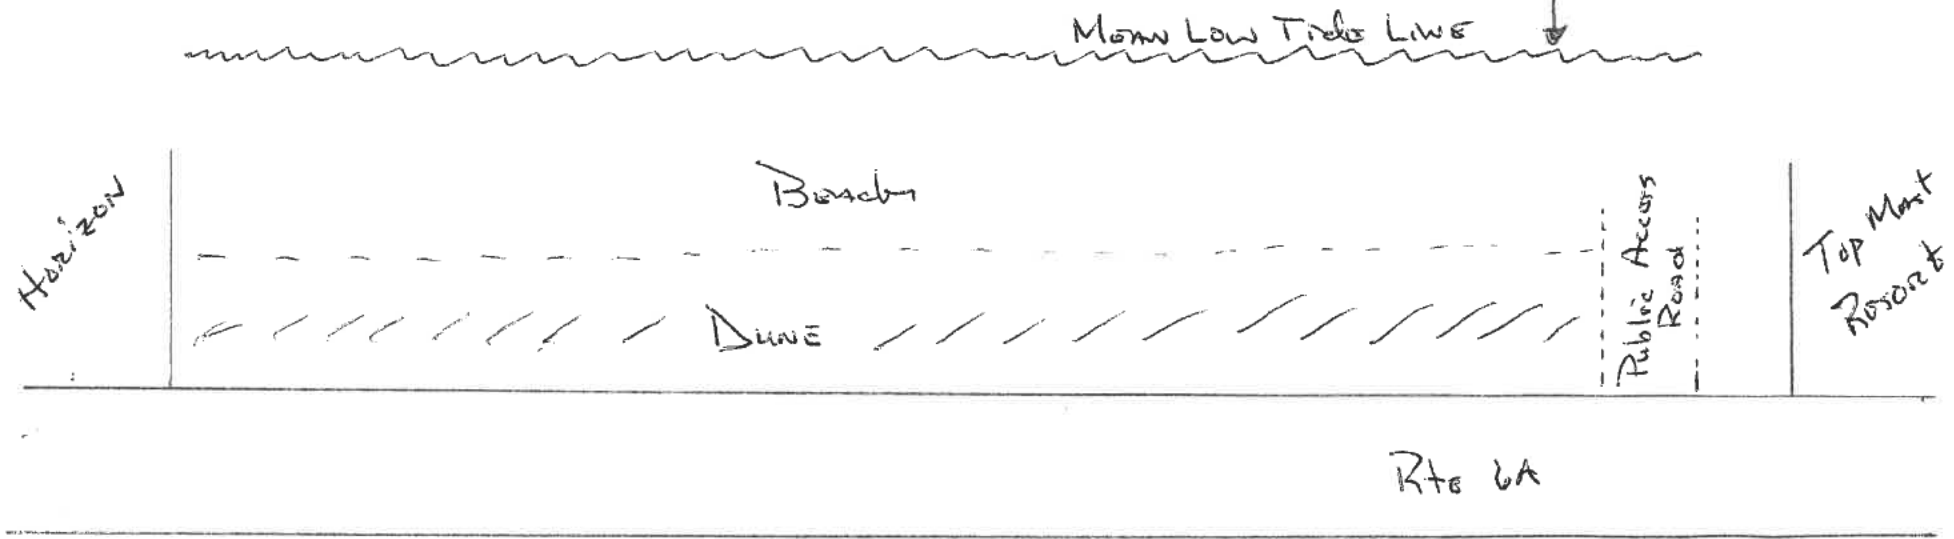 Mean Low Tide Line
Horizon
Beach
Public Access
Road
Top Mast
Resort
Dune
Rte 6A